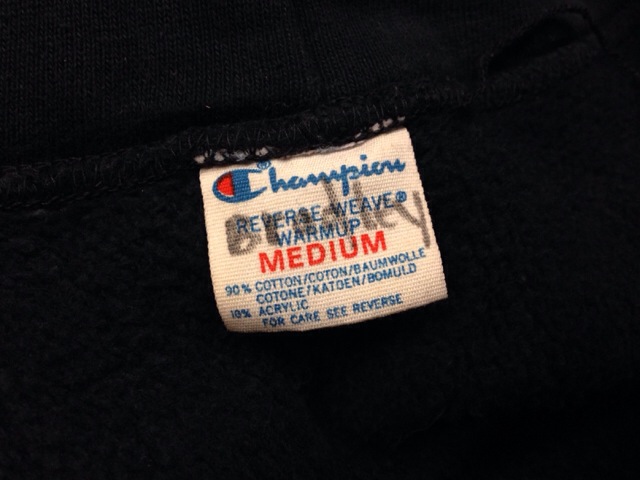 ®
Champion
REVERSE WEAVE®
WARMUP
MEDIUM
90% COTTON/COTON/BAUMWOLLE
COTONE/KATOEN/BOMULD
10% ACRYLIC
FOR CARE SEE REVERSE